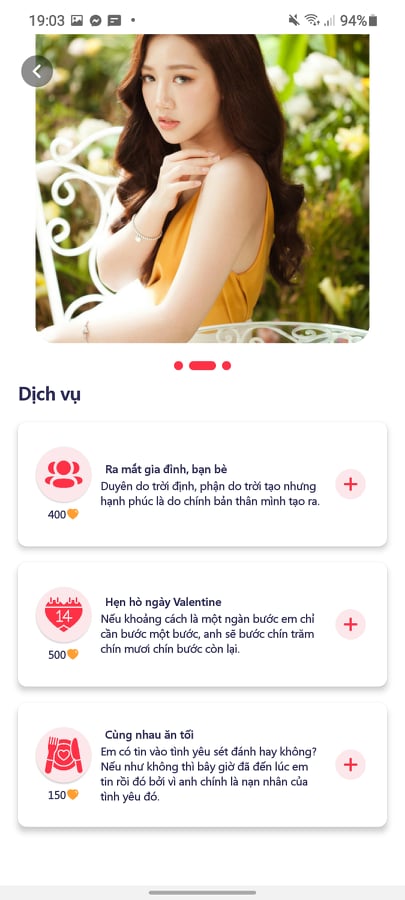 19:03
94%
Dịch vụ
Ra mắt gia đình, bạn bè
Duyên do trời định, phận do trời tạo nhưng
hạnh phúc là do chính bản thân mình tạo ra.
400
Hẹn hò ngày Valentine
14
Nếu khoảng cách là một ngàn bước em chỉ
cần bước một bước, anh sẽ bước chín trăm
chín mươi chín bước còn lại.
500
Cùng nhau ăn tối
Em có tin vào tình yêu sét đánh hay không?
Nếu như không thì bây giờ đã đến lúc em
tin rồi đó bởi vì anh chính là nạn nhân của
tình yêu đó.
150